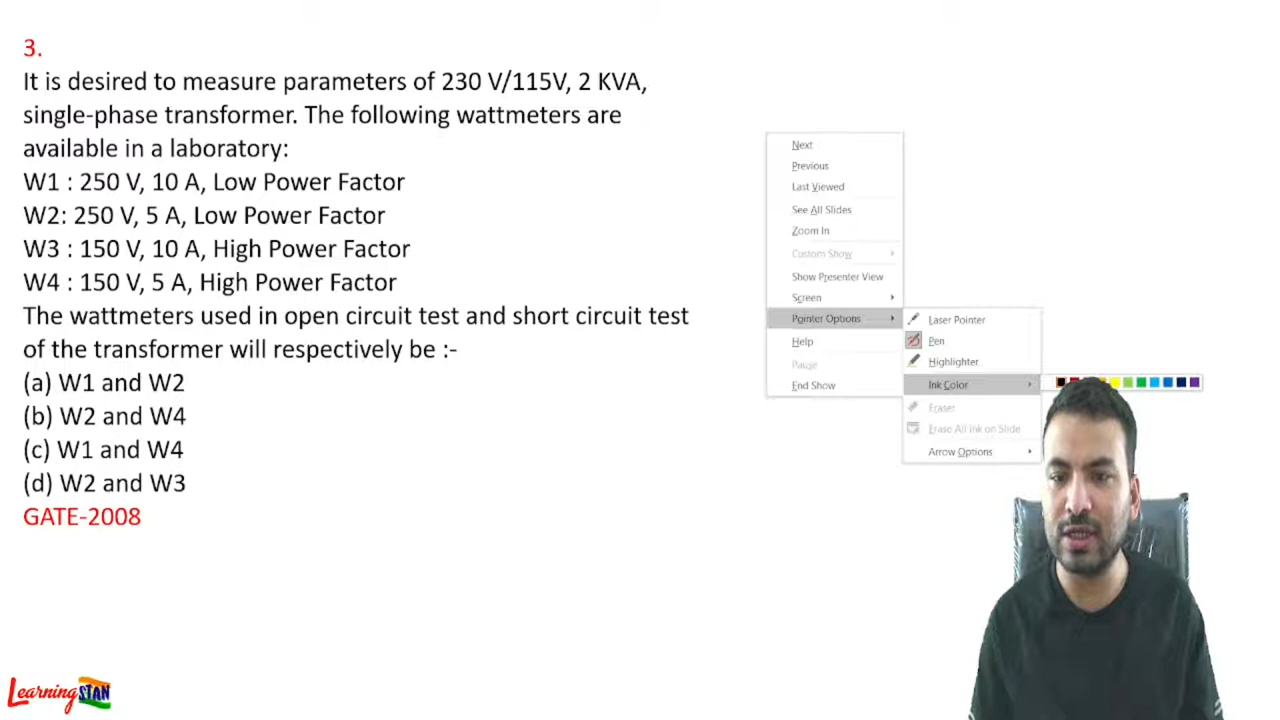 3.
It is desired to measure parameters of 230 V/115V, 2 KVA,
single-phase transformer. The following wattmeters are
available in a laboratory:
W1 : 250 V, 10 A, Low Power Factor
W2: 250 V, 5 A, Low Power Factor
W3 : 150 V, 10 A, High Power Factor
W4 : 150 V, 5 A, High Power Factor
The wattmeters used in open circuit test and short circuit test
of the transformer will respectively be :-
(a) W1 and W2
(b) W2 and W4
(c) W1 and W4
(d) W2 and W3
GATE-2008
Next
Previous
Last Viewed
See All Slides
Zoom In
Custom Show
Show Presenter View
Screen
Pointer Options
Help
Pause
End Show
Laser Pointer
Pen
Highlighter
Ink Color
Eraser
Erase All Ink on Slide
Arrow Options
Learning STAN